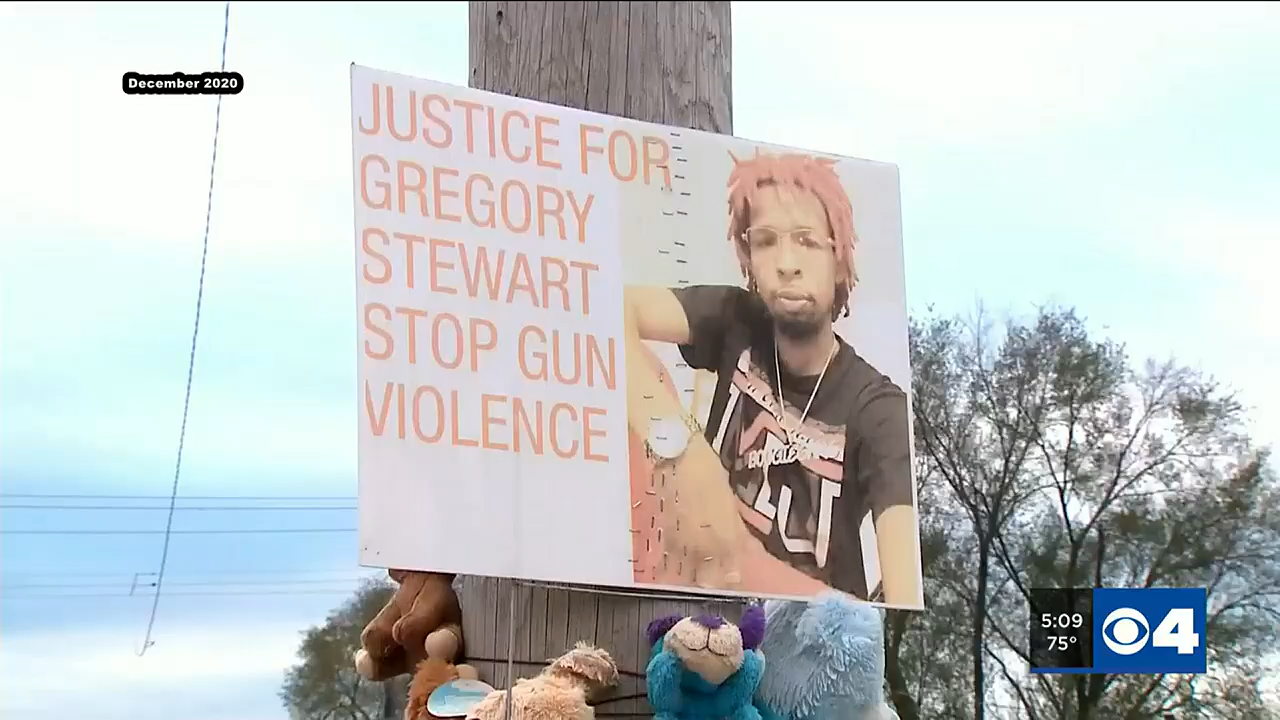 December 2020
JUSTICE FOR
GREGORY
STEWART
STOP GUN
VIOLENCE
5:09
75°
4